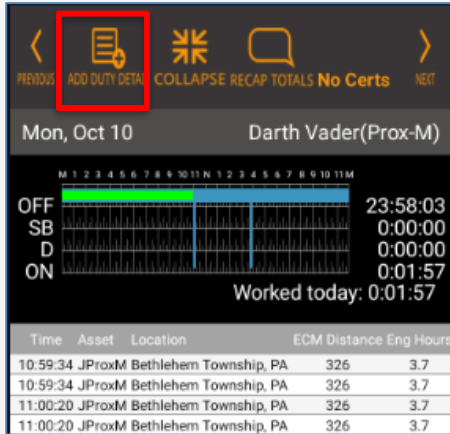 PREVIOUS ADD DUTY DETAIL COLLAPSE RECAP TOTALS No Certs NEXT
Mon, Oct 10 Darth Vader(Prox-M)
M 1 2 3 4 5 6 7 8 9 10 11 N 1 2 3 4 5 6 7 8 9 10 11 M
OFF 23:58:03
SB 0:00:00
D 0:00:00
ON 0:01:57
Worked today: 0:01:57
Time Asset Location ECM Distance Eng Hours
10:59:34 JProxM Bethlehem Township, PA 326 3.7
10:59:34 JProxM Bethlehem Township, PA 326 3.7
11:00:20 JProxM Bethlehem Township, PA 326 3.7
11:00:20 JProxM Bethlehem Township, PA 326 3.7